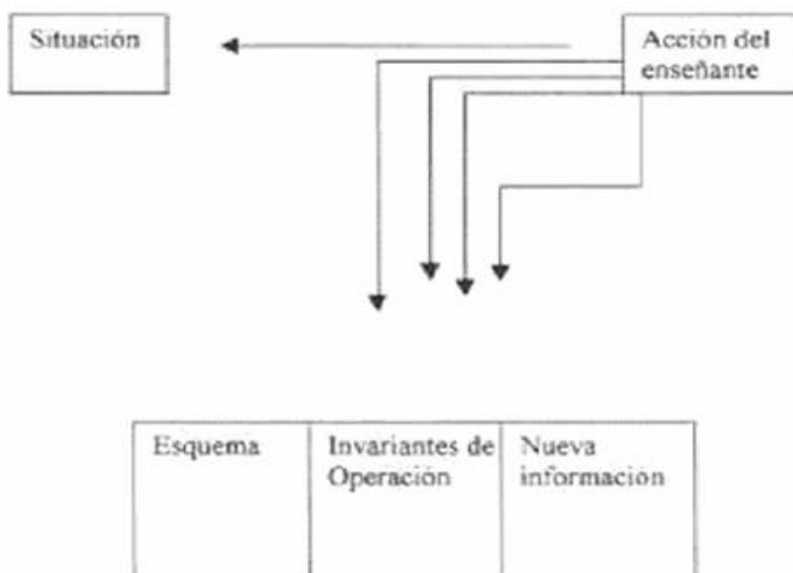 Situación
Acción del
enseñante
Esquema
Invariantes de
Operación
Nueva
información